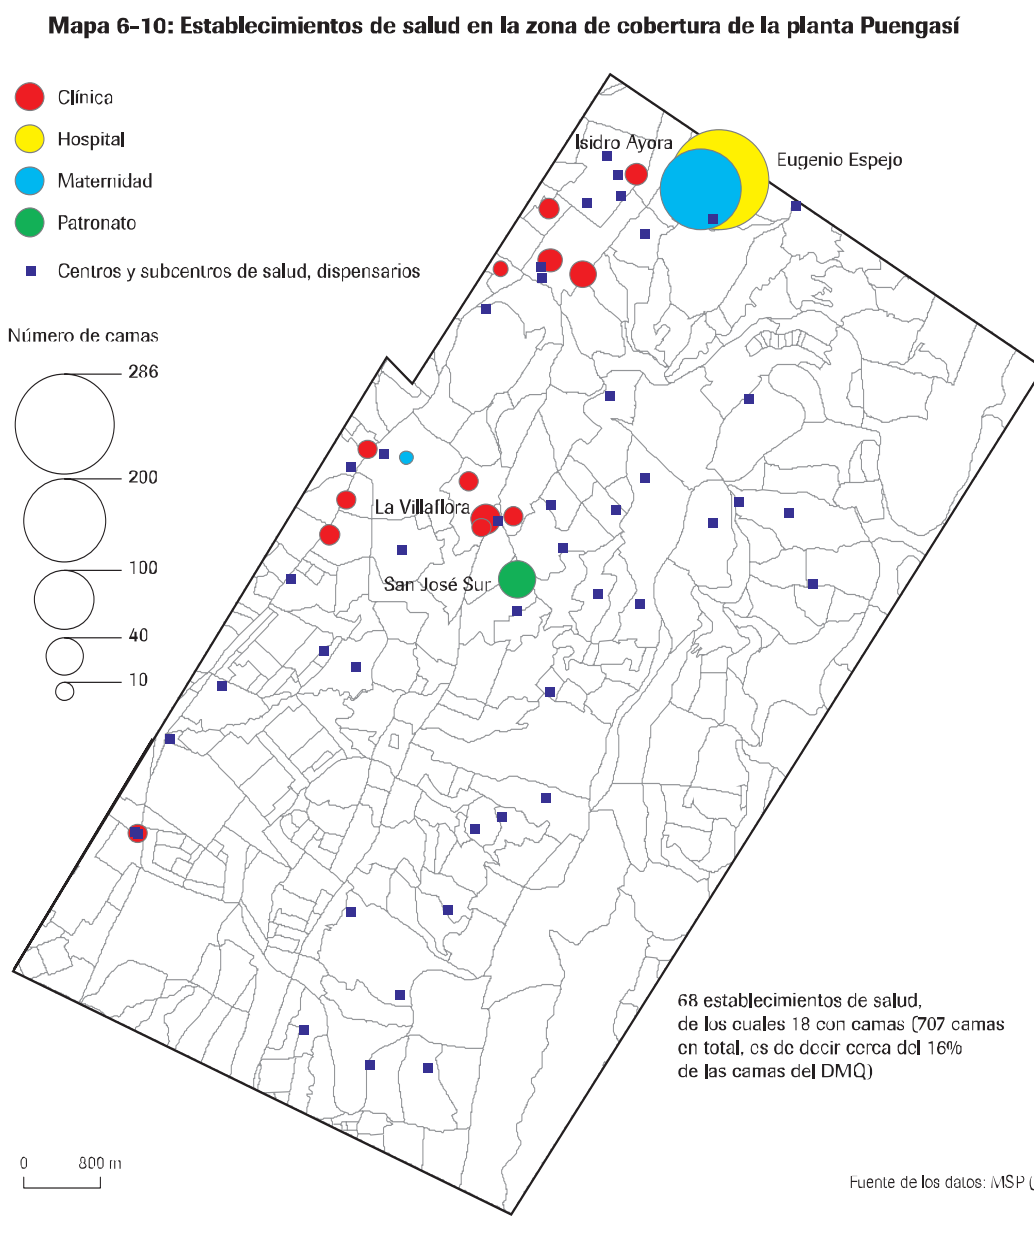 Mapa 6-10: Establecimientos de salud en la zona de cobertura de la planta Puengasí
Clínica
Hospital
Maternidad
Patronato
Centros y subcentros de salud, dispensarios
Número de camas
286
200
100
40
10
Isidro Ayora
Eugenio Espejo
La Villaflora
San José Sur
68 establecimientos de salud,
de los cuales 18 con camas (707 camas
en total, es de decir cerca del 16%
de las camas del DMQ)
0 800 m
Fuente de los datos: MSP (